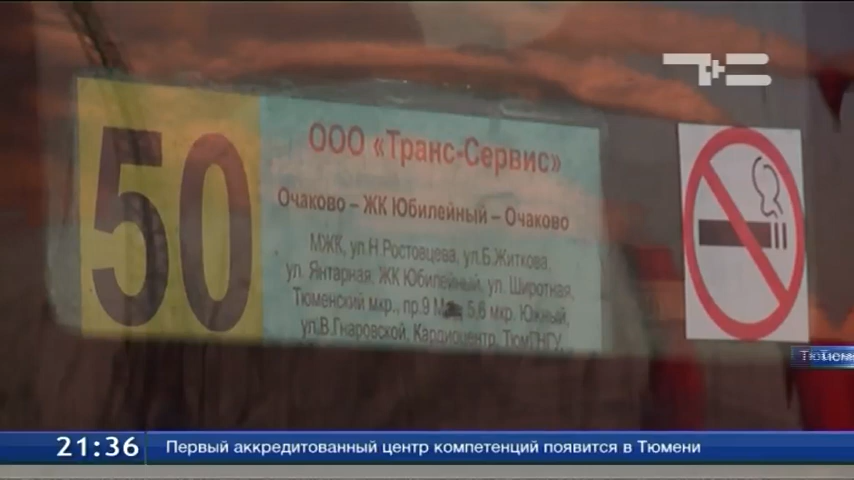 Т+В
50
ООО «Транс-Сервис»
Очаково – ЖК Юбилейный – Очаково
МЖК, ул.Н.Ростовцева, ул.Б.Житкова,
ул. Янтарная, ЖК Юбилейный, ул. Широтная,
Тюменский мкр., пр.9 Мая, 5,6 мкр. Южный,
ул.В.Гнаровской, Кардиоцентр, ТюмГНГУ,
21:36
Первый аккредитованный центр компетенций появится в Тюмени